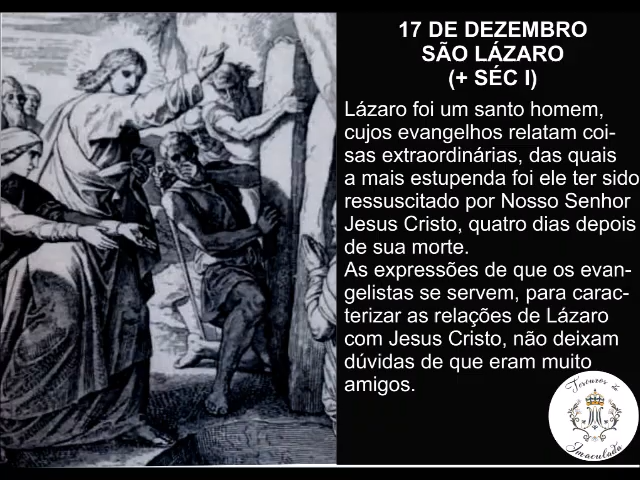 17 DE DEZEMBRO
SÃO LÁZARO
(+ SÉC I)
Lázaro foi um santo homem,
cujos evangelhos relatam coi-
sas extraordinárias, das quais
a mais estupenda foi ele ter sido
ressuscitado por Nosso Senhor
Jesus Cristo, quatro dias depois
de sua morte.
As expressões de que os evan-
gelistas se servem, para carac-
terizar as relações de Lázaro
com Jesus Cristo, não deixam
dúvidas de que eram muito
amigos.
Tesouros de
Imaculada